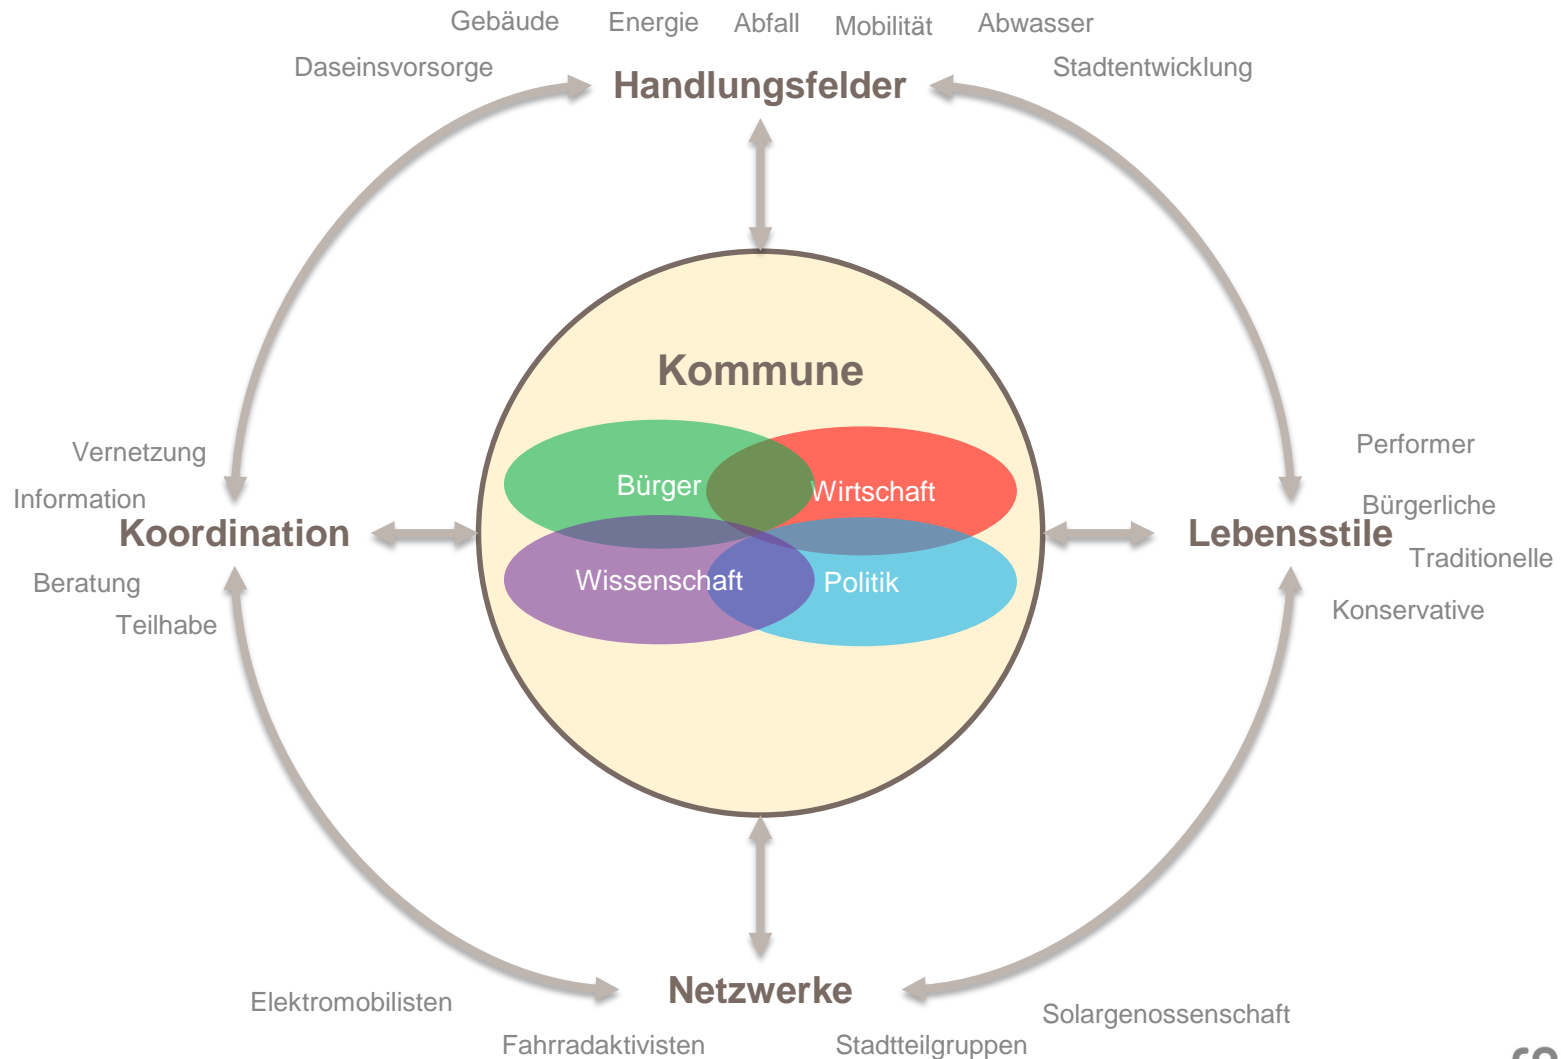 Gebäude Energie Abfall Mobilität Abwasser
Daseinsvorsorge Stadtentwicklung
Handlungsfelder
Kommune
Bürger Wirtschaft
Wissenschaft Politik
Vernetzung
Information
Koordination
Beratung
Teilhabe
Performer
Bürgerliche
Lebensstile
Traditionelle
Konservative
Netzwerke
Elektromobilisten
Fahrradaktivisten
Stadtteilgruppen
Solargenossenschaft